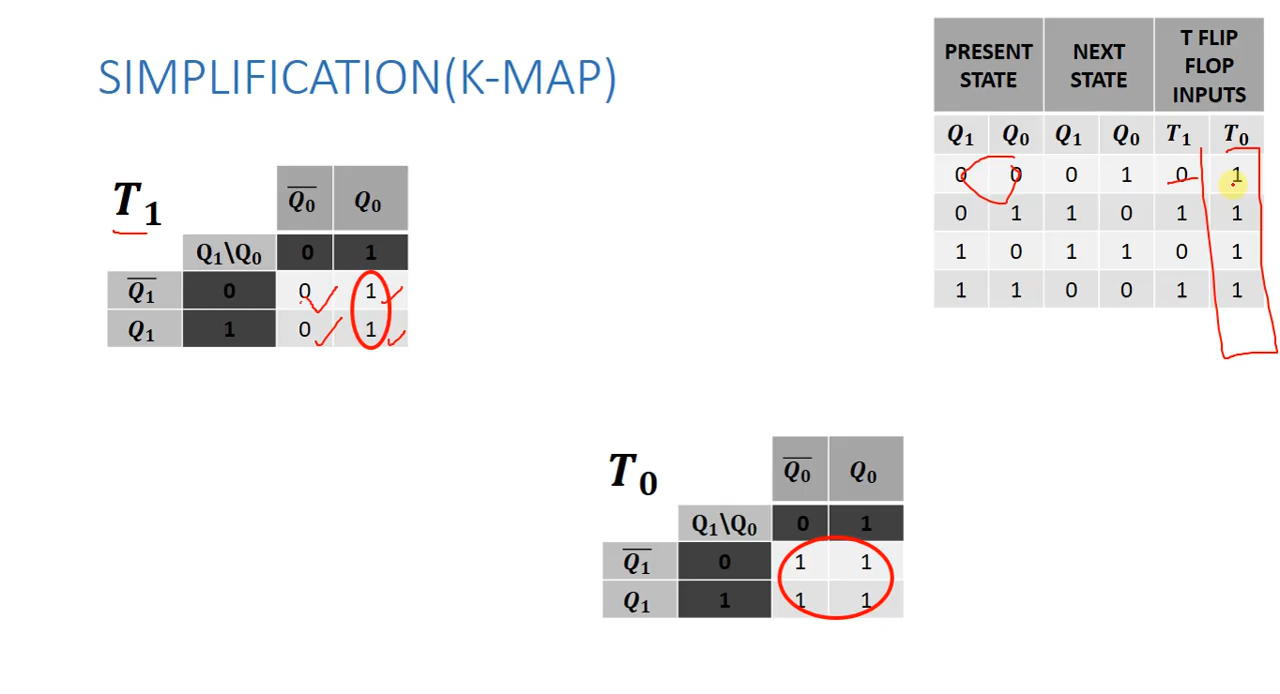 SIMPLIFICATION(K-MAP)
PRESENT STATE NEXT STATE T FLIP FLOP INPUTS
Q₁ Q₀ Q₁ Q₀ T₁ T₀
0 0 0 1 0 1
0 1 1 0 1 1
1 0 1 1 0 1
1 1 0 0 1 1
T₁
Q̅₀ Q₀
Q₁\Q₀ 0 1
Q̅₁ 0 0 1
Q₁ 1 0 1
T₀
Q̅₀ Q₀
Q₁\Q₀ 0 1
Q̅₁ 0 1 1
Q₁ 1 1 1